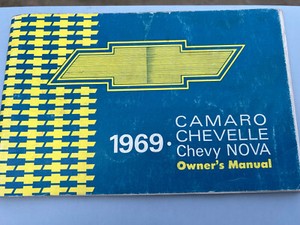 CAMARO
CHEVELLE
1969 · Chevy NOVA
Owner's Manual